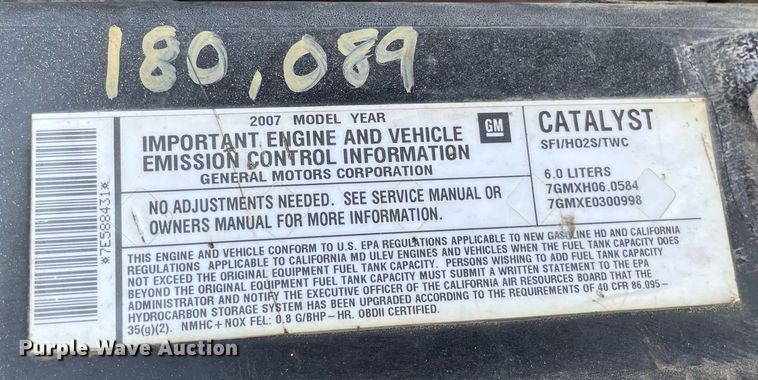 180,089
2007 MODEL YEAR
IMPORTANT ENGINE AND VEHICLE
EMISSION CONTROL INFORMATION
GENERAL MOTORS CORPORATION
GM
CATALYST
SFI/HO2S/TWC
NO ADJUSTMENTS NEEDED. SEE SERVICE MANUAL OR
OWNERS MANUAL FOR MORE INFORMATION.
6.0 LITERS
7GMXH06.0584
7GMXE0300998
*7E588431*
THIS ENGINE AND VEHICLE CONFORM TO U.S. EPA REGULATIONS APPLICABLE TO NEW GASOLINE HD AND CALIFORNIA
REGULATIONS APPLICABLE TO CALIFORNIA MD ULEV ENGINES AND VEHICLES WHEN THE FUEL TANK CAPACITY DOES
NOT EXCEED THE ORIGINAL EQUIPMENT FUEL TANK CAPACITY. PERSONS WISHING TO ADD FUEL TANK CAPACITY
BEYOND THE ORIGINAL EQUIPMENT TANK CAPACITY MUST SUBMIT A WRITTEN STATEMENT TO THE EPA
ADMINISTRATOR AND NOTIFY THE EXECUTIVE OFFICER OF THE CALIFORNIA AIR RESOURCES BOARD THAT THE
HYDROCARBON STORAGE SYSTEM HAS BEEN UPGRADED ACCORDING TO THE REQUIREMENTS OF 40 CFR 86.095-
35(g)(2). NMHC+NOX FEL: 0.8 G/BHP-HR. OBDII CERTIFIED.
Purple Wave Auction